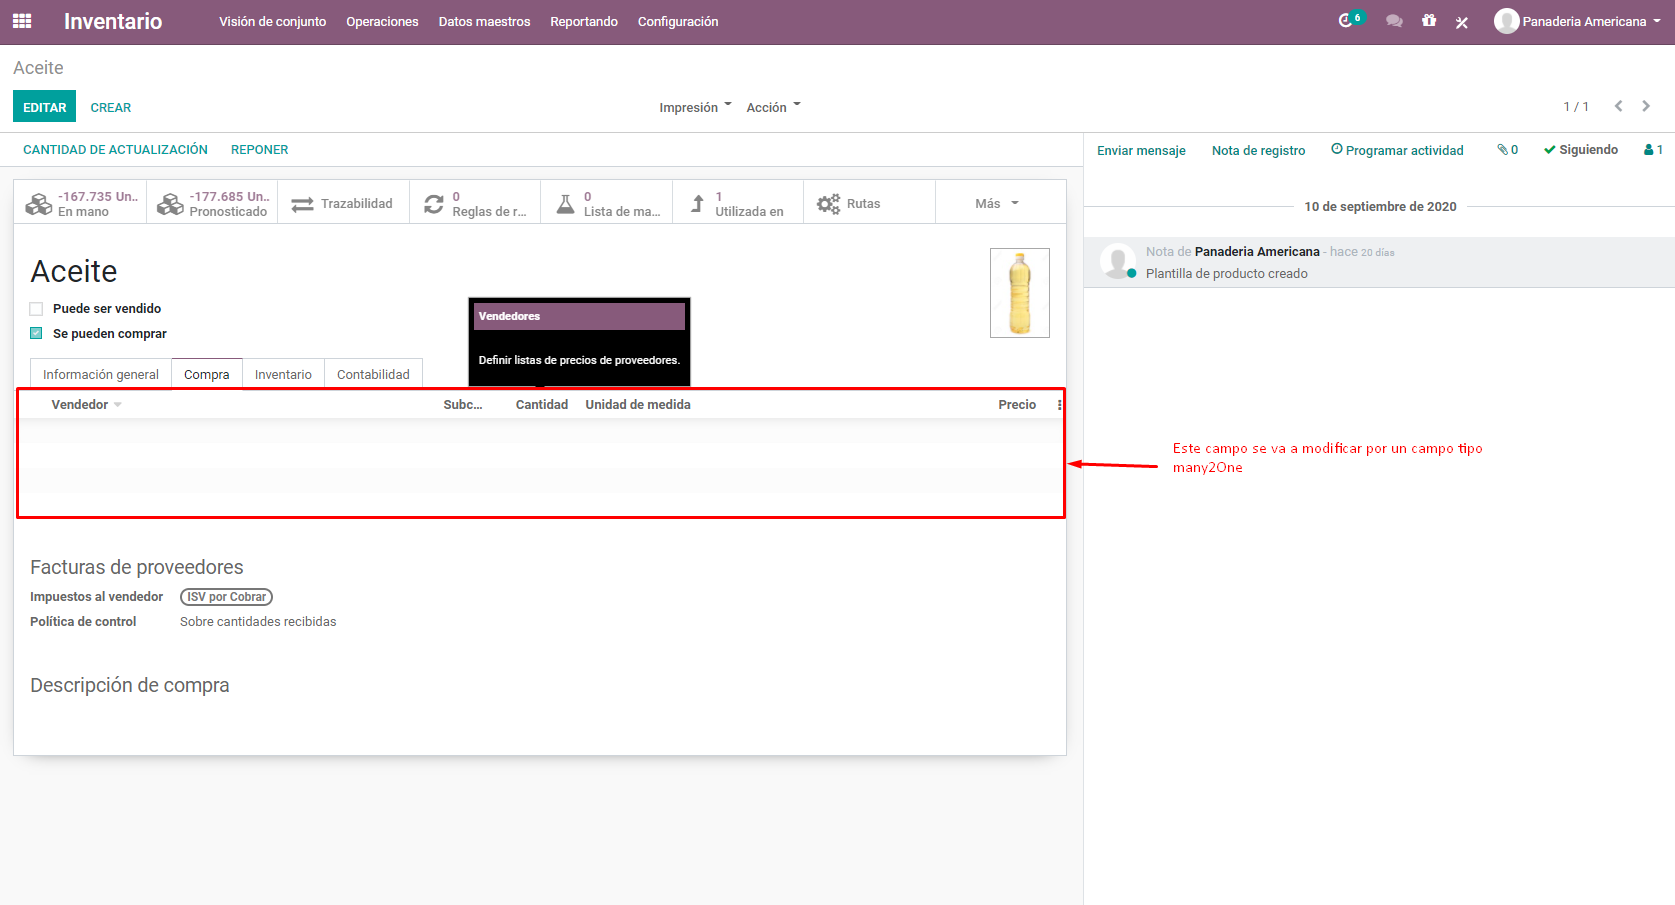 Inventario Visión de conjunto Operaciones Datos maestros Reportando Configuración 6 Panaderia Americana
Aceite
EDITAR CREAR Impresión Acción 1 / 1
CANTIDAD DE ACTUALIZACIÓN REPONER Enviar mensaje Nota de registro Programar actividad 0 Siguiendo 1
-167.735 Un.. -177.685 Un.. Trazabilidad 0 0 1 Rutas Más
En mano Pronosticado Reglas de r... Lista de ma... Utilizada en
10 de septiembre de 2020
Nota de Panaderia Americana - hace 20 días
Plantilla de producto creado
Aceite
Puede ser vendido
Se pueden comprar
Vendedores
Definir listas de precios de proveedores.
Información general Compra Inventario Contabilidad
Vendedor Subc... Cantidad Unidad de medida Precio
Este campo se va a modificar por un campo tipo
many2One
Facturas de proveedores
Impuestos al vendedor ISV por Cobrar
Política de control Sobre cantidades recibidas
Descripción de compra